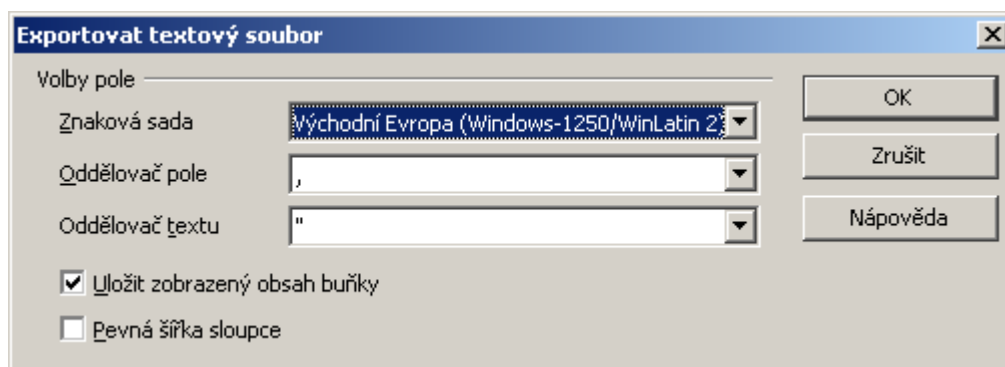 Exportovat textový soubor
Volby pole
Znaková sada
Východní Evropa (Windows-1250/WinLatin 2)
Oddělovač pole
,
Oddělovač textu
"
Uložit zobrazený obsah buňky
Pevná šířka sloupce
OK
Zrušit
Nápověda